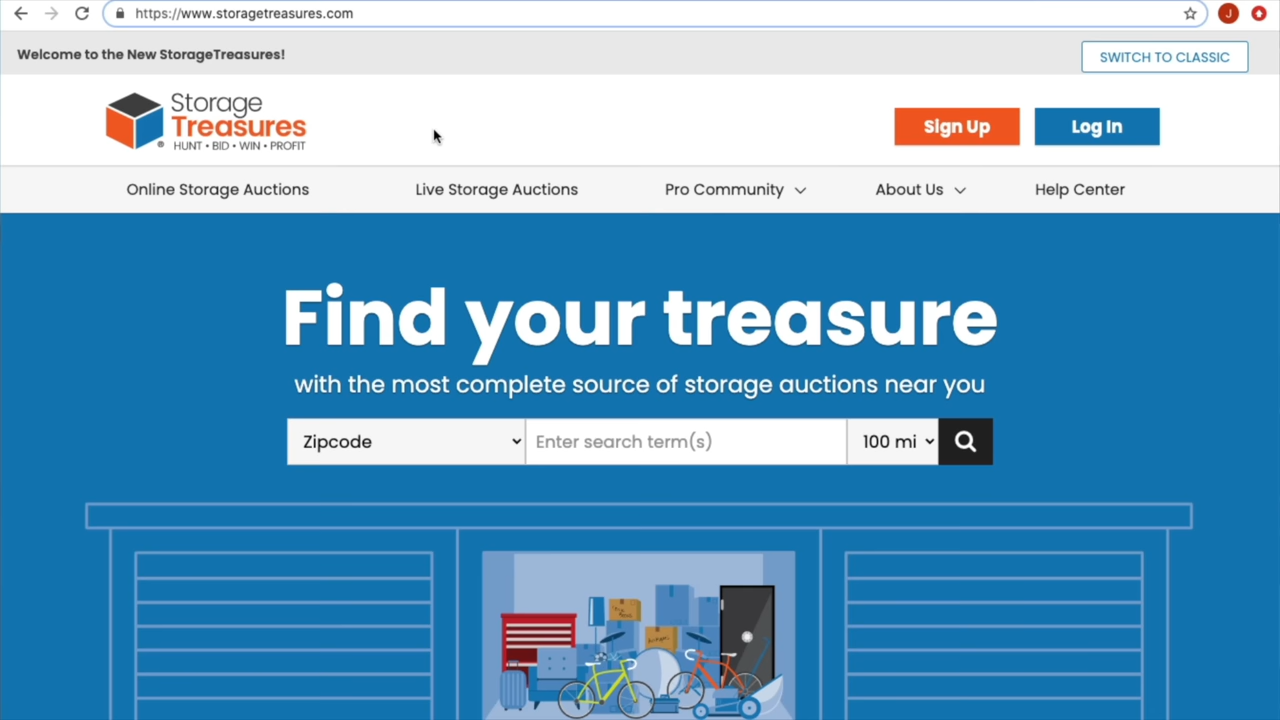 https://www.storagetreasures.com
J
Welcome to the New StorageTreasures!
SWITCH TO CLASSIC
Storage
Treasures
®
HUNT • BID • WIN • PROFIT
Sign Up
Log In
Online Storage Auctions
Live Storage Auctions
Pro Community
About Us
Help Center
Find your treasure
with the most complete source of storage auctions near you
Zipcode
Enter search term(s)
100 mi